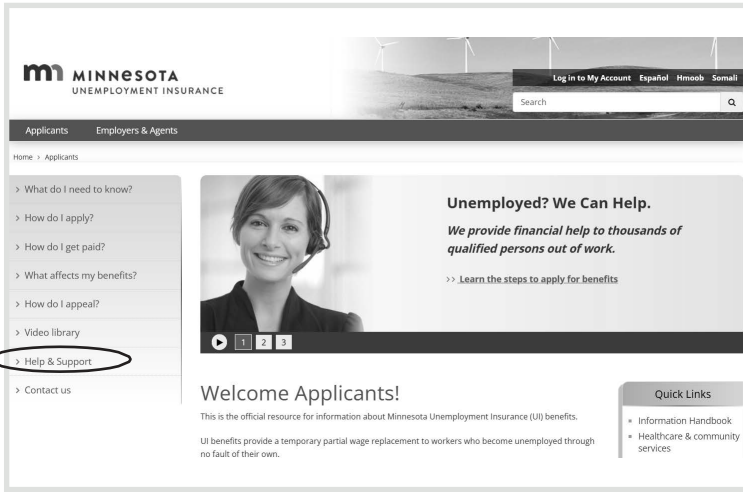 mn MINNESOTA
UNEMPLOYMENT INSURANCE
Log in to My Account Español Hmoob Somali
Search
Applicants Employers & Agents
Home > Applicants
> What do I need to know?
> How do I apply?
> How do I get paid?
> What affects my benefits?
> How do I appeal?
> Video library
> Help & Support
> Contact us
Unemployed? We Can Help.
We provide financial help to thousands of
qualified persons out of work.
>> Learn the steps to apply for benefits
1 2 3
Welcome Applicants!
This is the official resource for information about Minnesota Unemployment Insurance (UI) benefits.
UI benefits provide a temporary partial wage replacement to workers who become unemployed through
no fault of their own.
Quick Links
Information Handbook
Healthcare & community
services